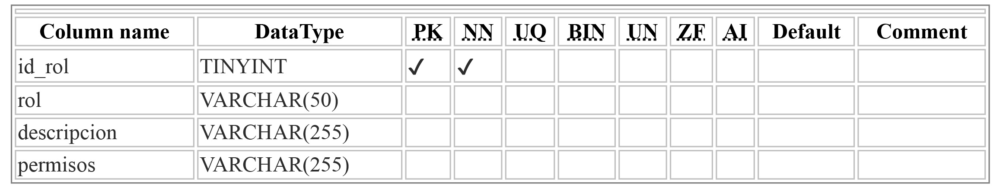 Column name DataType PK NN UQ BIN UN ZF AI Default Comment
id_rol TINYINT ✓ ✓
rol VARCHAR(50)
descripcion VARCHAR(255)
permisos VARCHAR(255)